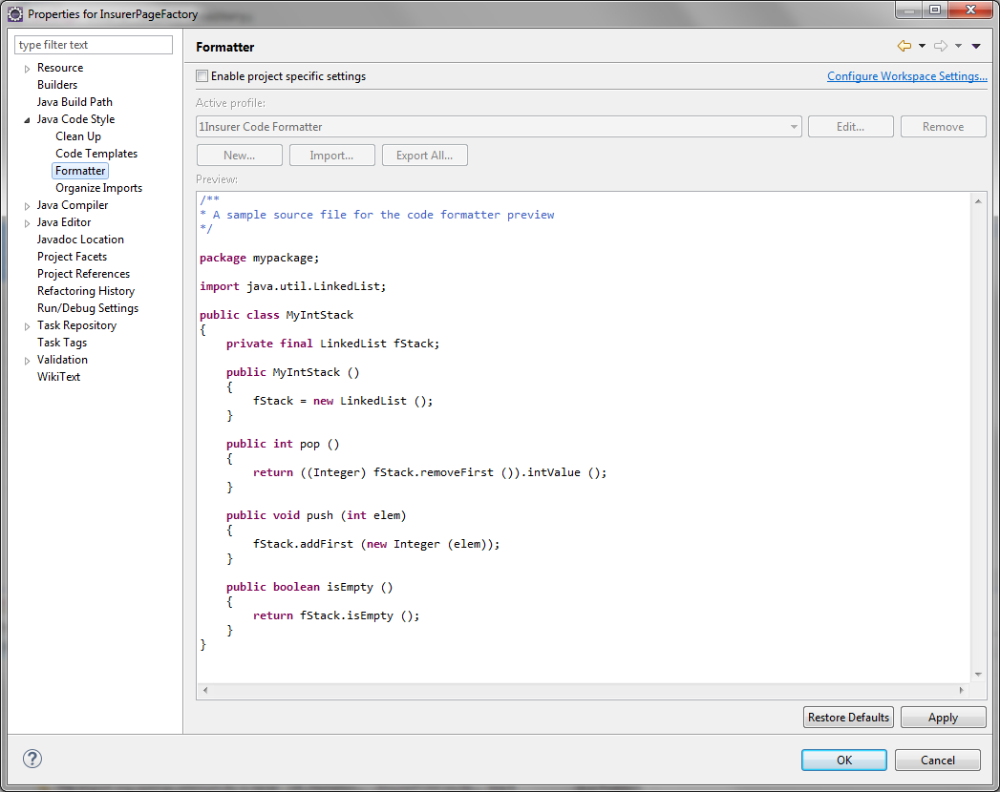 Properties for InsurerPageFactory
type filter text
Resource
Builders
Java Build Path
Java Code Style
Clean Up
Code Templates
Formatter
Organize Imports
Java Compiler
Java Editor
Javadoc Location
Project Facets
Project References
Refactoring History
Run/Debug Settings
Task Repository
Task Tags
Validation
WikiText
Formatter
Enable project specific settings
Configure Workspace Settings...
Active profile:
1Insurer Code Formatter
Edit...
Remove
New...
Import...
Export All...
Preview:
/**
* A sample source file for the code formatter preview
*/
package mypackage;
import java.util.LinkedList;
public class MyIntStack
{
    private final LinkedList fStack;
    public MyIntStack ()
    {
        fStack = new LinkedList ();
    }
    public int pop ()
    {
        return ((Integer) fStack.removeFirst ()).intValue ();
    }
    public void push (int elem)
    {
        fStack.addFirst (new Integer (elem));
    }
    public boolean isEmpty ()
    {
        return fStack.isEmpty ();
    }
}
Restore Defaults
Apply
?
OK
Cancel